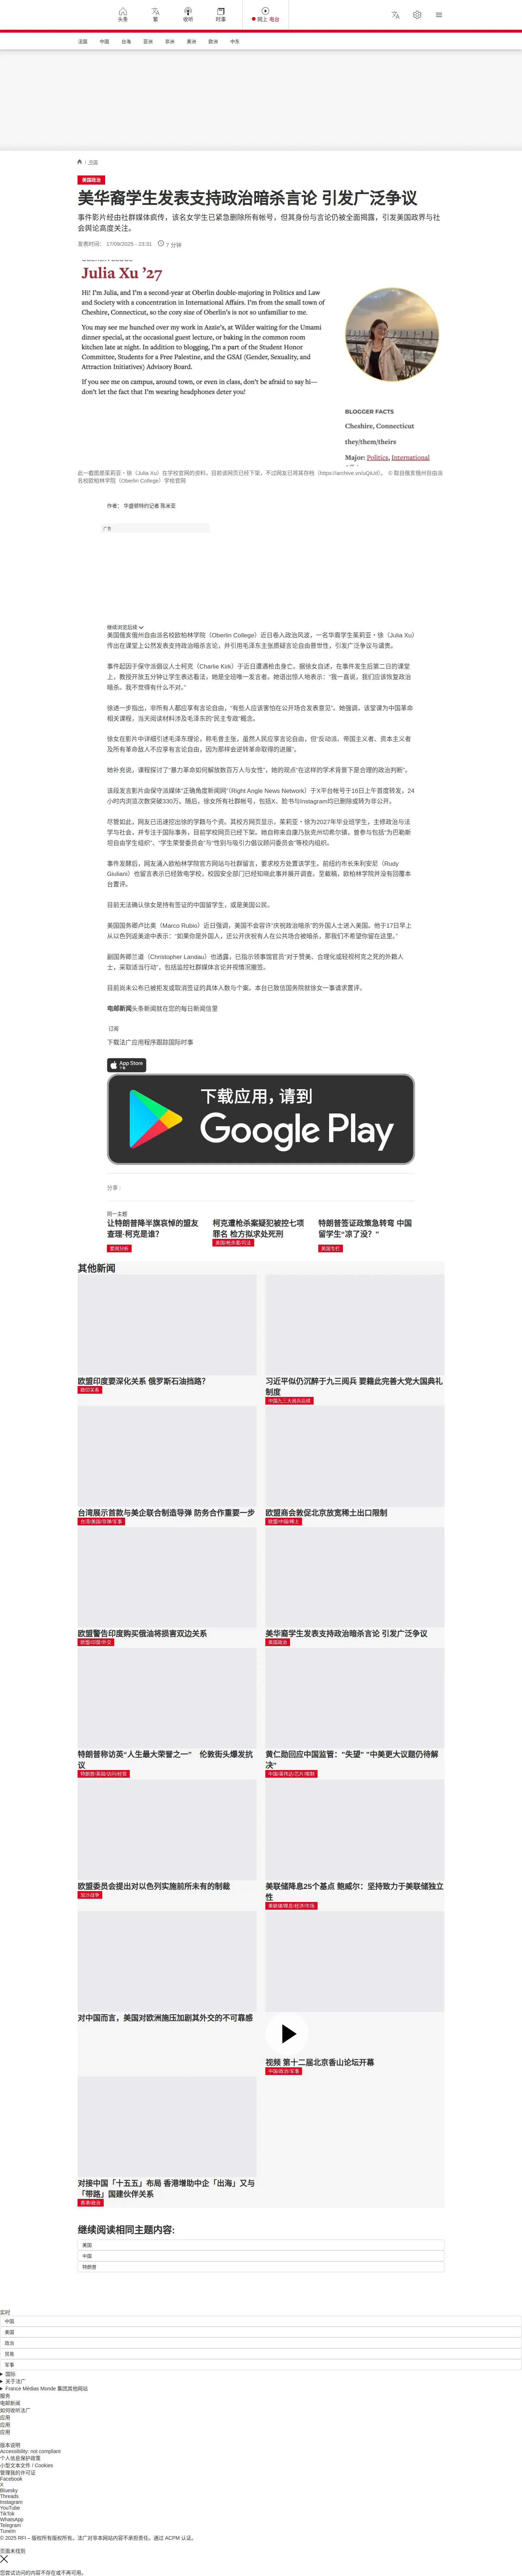 头条
繁
收听
时事
网上 电台
法国
中国
台海
亚洲
非洲
美洲
欧洲
中东
/ 中国
美国政治
美华裔学生发表支持政治暗杀言论 引发广泛争议
事件影片经由社群媒体疯传，该名女学生已紧急删除所有帐号，但其身份与言论仍被全面揭露，引发美国政界与社会舆论高度关注。
发表时间： 17/09/2025 - 23:31
7 分钟
Julia Xu ’27
Hi! I’m Julia, and I’m a second-year at Oberlin double-majoring in Politics and Law and Society with a concentration in International Affairs. I’m from the small town of Cheshire, Connecticut, so the cozy size of Oberlin’s is not so unfamiliar to me.
You may see me hunched over my work in Azzie’s, at Wilder waiting for the Umami dinner special, at the occasional guest lecture, or baking in the common room kitchen late at night. In addition to blogging, I’m a part of the Student Honor Committee, Students for a Free Palestine, and the GSAI (Gender, Sexuality, and Attraction Initiatives) Advisory Board.
If you see me on campus, around town, or even in class, don’t be afraid to say hi—don’t let the fact that I’m wearing headphones deter you!
BLOGGER FACTS
Cheshire, Connecticut
they/them/theirs
Major: Politics, International
此一截图是茱莉亚・徐（Julia Xu）在学校官网的资料，目前该网页已经下架，不过网友已将其存档（https://archive.vn/uQiUd）。 © 取自俄亥俄州自由派名校欧柏林学院（Oberlin College）学校官网
作者： 华盛顿特约记者 陈米亚
广告
继续浏览后续
美国俄亥俄州自由派名校欧柏林学院（Oberlin College）近日卷入政治风波，一名华裔学生茱莉亚・徐（Julia Xu）传出在课堂上公然发表支持政治暗杀言论，并引用毛泽东主张质疑言论自由普世性，引发广泛争议与谴责。
事件起因于保守派倡议人士柯克（Charlie Kirk）于近日遭遇枪击身亡。据徐女自述，在事件发生后第二日的课堂上，教授开放五分钟让学生表达看法，她是全班唯一发言者。她语出惊人地表示：“我一直说，我们应该恢复政治暗杀。我不觉得有什么不对。”
徐进一步指出，非所有人都应享有言论自由，“有些人应该害怕在公开场合发表意见”。她强调，该堂课为中国革命相关课程，当天阅读材料涉及毛泽东的“民主专政”概念。
徐女在影片中详细引述毛泽东理论，称毛曾主张，虽然人民应享言论自由，但“反动派、帝国主义者、资本主义者及所有革命敌人不应享有言论自由，因为那样会逆转革命取得的进展”。
她补充说，课程探讨了“暴力革命如何解放数百万人与女性”，她的观点“在这样的学术背景下是合理的政治判断”。
该段发言影片由保守派媒体“正确角度新闻网”（Right Angle News Network）于X平台帐号于16日上午首度转发，24小时内浏览次数突破330万。随后，徐女所有社群帐号，包括X、脸书与Instagram均已删除或转为非公开。
尽管如此，网友已迅速挖出徐的学籍与个资。其校方网页显示，茱莉亚・徐为2027年毕业班学生，主修政治与法学与社会，并专注于国际事务，目前学校网页已经下架。她自称来自康乃狄克州切希尔镇，曾参与包括“为巴勒斯坦自由学生组织”、“学生荣誉委员会”与“性别与吸引力倡议顾问委员会”等校内组织。
事件发酵后，网友涌入欧柏林学院官方网站与社群留言，要求校方处置该学生。前纽约市长朱利安尼（Rudy Giuliani）也留言表示已经致电学校，校园安全部门已经知晓此事并展开调查。至截稿，欧柏林学院并没有回覆本台置评。
目前无法确认徐女是持有签证的中国留学生，或是美国公民。
美国国务卿卢比奥（Marco Rubio）近日强调，美国不会容许“庆祝政治暗杀”的外国人士进入美国。他于17日早上从以色列返美途中表示：“如果你是外国人，还公开庆祝有人在公共场合被暗杀，那我们不希望你留在这里。”
副国务卿兰道（Christopher Landau）也透露，已指示领事馆官员“对于赞美、合理化或轻视柯克之死的外籍人士，采取适当行动”，包括监控社群媒体言论并视情况撤签。
目前尚未公布已被拒发或取消签证的具体人数与个案。本台已致信国务院就徐女一事请求置评。
电邮新闻头条新闻就在您的每日新闻信里
订阅
下载法广应用程序跟踪国际时事
App Store
下载
下载应用，请到
Google Play
分享 :
同一主题
让特朗普降半旗哀悼的盟友查理·柯克是谁？
要闻分析
柯克遭枪杀案疑犯被控七项罪名 检方拟求处死刑
美国/枪击案/司法
特朗普签证政策急转弯 中国留学生“凉了没？”
美国专栏
其他新闻
欧盟印度要深化关系 俄罗斯石油挡路？
欧印关系
习近平似仍沉醉于九三阅兵 要籍此完善大党大国典礼制度
中国九三大阅兵后续
台湾展示首款与美企联合制造导弹 防务合作重要一步
台湾/美国/导弹/军事
欧盟商会敦促北京放宽稀土出口限制
欧盟/中国/稀土
欧盟警告印度购买俄油将损害双边关系
欧盟/印度/外交
美华裔学生发表支持政治暗杀言论 引发广泛争议
美国政治
特朗普称访英“人生最大荣誉之一” 伦敦街头爆发抗议
特朗普/英国/访问/经贸
黄仁勋回应中国监管：“失望” “中美更大议题仍待解决”
中国/英伟达/芯片/管制
欧盟委员会提出对以色列实施前所未有的制裁
加沙战争
美联储降息25个基点 鲍威尔：坚持致力于美联储独立性
美联储/降息/经济/市场
对中国而言，美国对欧洲施压加剧其外交的不可靠感
视频 第十二届北京香山论坛开幕
中国/政治/军事
对接中国「十五五」布局 香港增助中企「出海」又与「带路」国建伙伴关系
香港/政治
继续阅读相同主题内容:
美国
中国
特朗普
实时
中国
美国
政治
贸易
军事
国际
关于法广
France Médias Monde 集团其他网站
服务
电邮新闻
如何收听法广
应用
应用
应用
版本说明
Accessibility: not compliant
个人信息保护政策
小型文本文件 / Cookies
管理我的许可证
Facebook
X
Bluesky
Threads
Instagram
YouTube
TikTok
WhatsApp
Telegram
TuneIn
© 2025 RFI – 版权所有版权所有。法广对非本网站内容不承担责任。通过 ACPM 认证。
页面未找到
您尝试访问的内容不存在或不再可用。